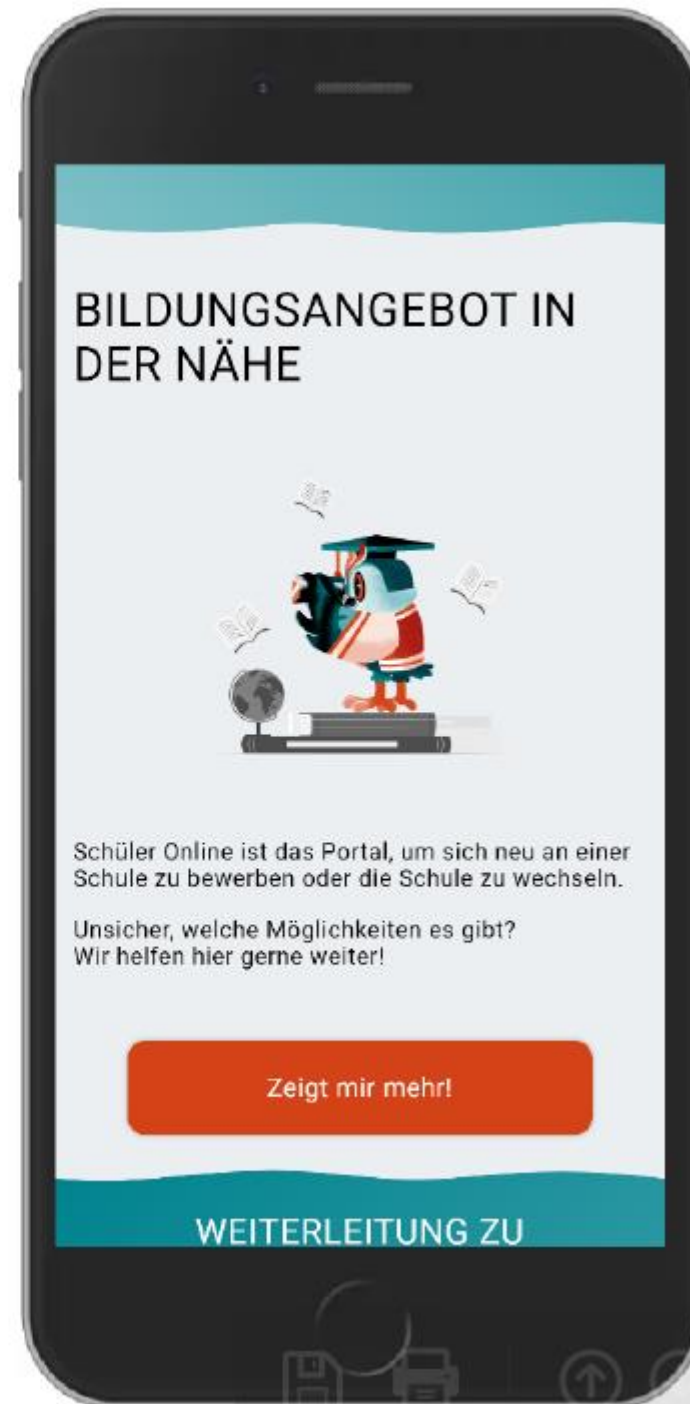 BILDUNGSANGEBOT IN
DER NÄHE
Schüler Online ist das Portal, um sich neu an einer
Schule zu bewerben oder die Schule zu wechseln.
Unsicher, welche Möglichkeiten es gibt?
Wir helfen hier gerne weiter!
Zeigt mir mehr!
WEITERLEITUNG ZU